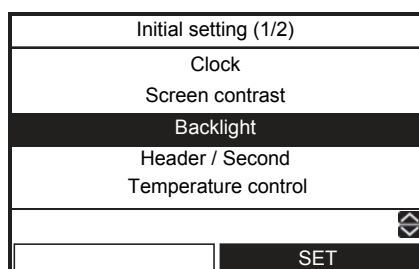 Initial setting (1/2)
Clock
Screen contrast
Backlight
Header / Second
Temperature control
SET